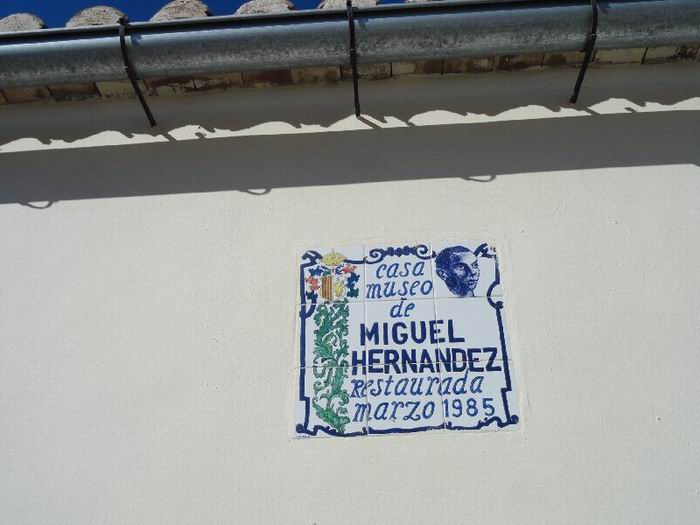 casa
museo
de
MIGUEL
HERNANDEZ
Restaurada
marzo 1985